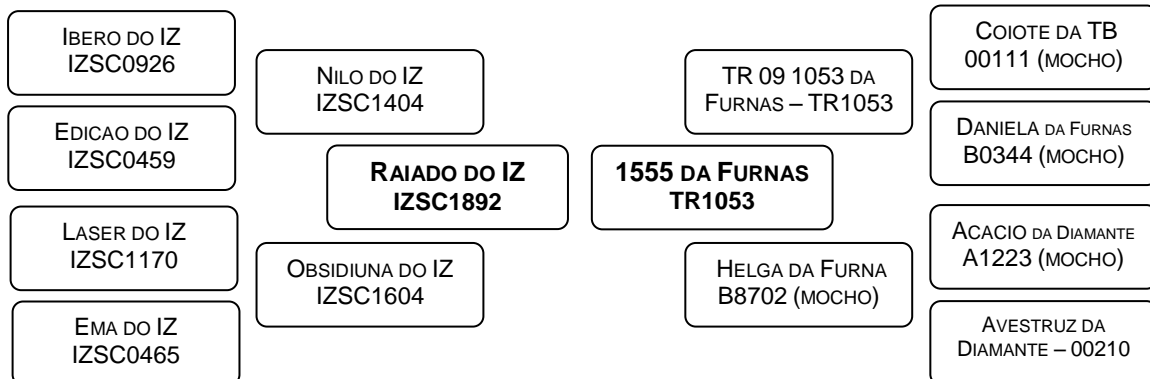 IBERO DO IZ
IZSC0926
EDICAO DO IZ
IZSC0459
LASER DO IZ
IZSC1170
EMA DO IZ
IZSC0465
NILO DO IZ
IZSC1404
OBSIDIUNA DO IZ
IZSC1604
RAIADO DO IZ
IZSC1892
1555 DA FURNAS
TR1053
TR 09 1053 DA
FURNAS – TR1053
HELGA DA FURNA
B8702 (MOCHO)
COIOTE DA TB
00111 (MOCHO)
DANIELA DA FURNAS
B0344 (MOCHO)
ACACIO DA DIAMANTE
A1223 (MOCHO)
AVESTRUZ DA
DIAMANTE – 00210